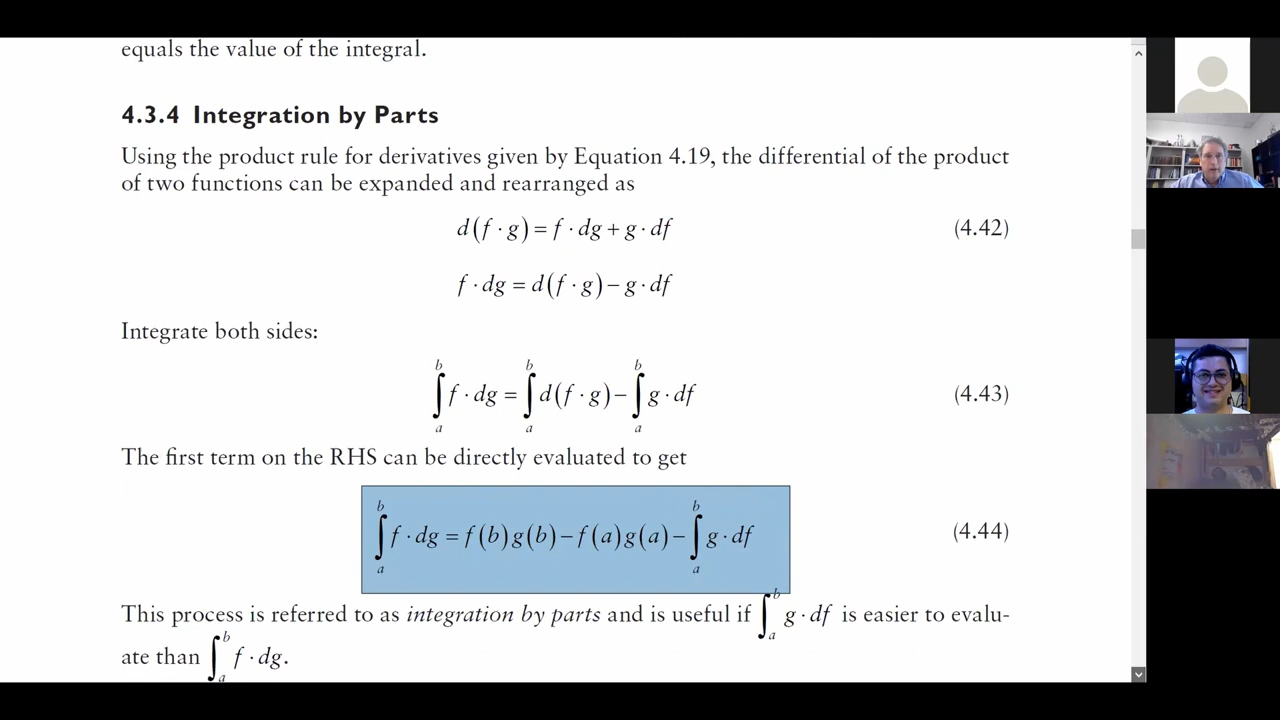 equals the value of the integral.
4.3.4 Integration by Parts
Using the product rule for derivatives given by Equation 4.19, the differential of the product
of two functions can be expanded and rearranged as
d(f · g) = f · dg + g · df (4.42)
f · dg = d(f · g) − g · df
Integrate both sides:
∫_a^b f · dg = ∫_a^b d(f · g) − ∫_a^b g · df (4.43)
The first term on the RHS can be directly evaluated to get
∫_a^b f · dg = f(b)g(b) − f(a)g(a) − ∫_a^b g · df (4.44)
This process is referred to as integration by parts and is useful if ∫_a^b g · df is easier to evalu-
ate than ∫_a^b f · dg.